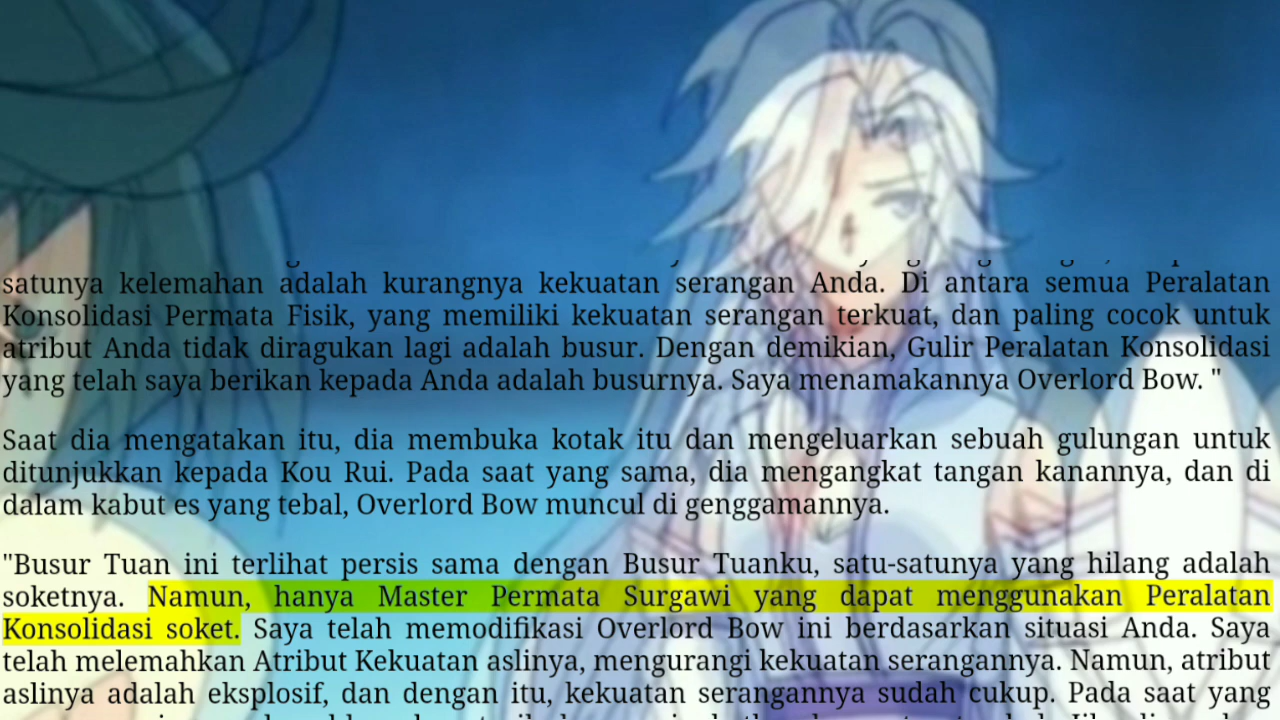 satunya kelemahan adalah kurangnya kekuatan serangan Anda. Di antara semua Peralatan
Konsolidasi Permata Fisik, yang memiliki kekuatan serangan terkuat, dan paling cocok untuk
atribut Anda tidak diragukan lagi adalah busur. Dengan demikian, Gulir Peralatan Konsolidasi
yang telah saya berikan kepada Anda adalah busurnya. Saya menamakannya Overlord Bow. "
Saat dia mengatakan itu, dia membuka kotak itu dan mengeluarkan sebuah gulungan untuk
ditunjukkan kepada Kou Rui. Pada saat yang sama, dia mengangkat tangan kanannya, dan di
dalam kabut es yang tebal, Overlord Bow muncul di genggamannya.
"Busur Tuan ini terlihat persis sama dengan Busur Tuanku, satu-satunya yang hilang adalah
soketnya. Namun, hanya Master Permata Surgawi yang dapat menggunakan Peralatan
Konsolidasi soket. Saya telah memodifikasi Overlord Bow ini berdasarkan situasi Anda. Saya
telah melemahkan Atribut Kekuatan aslinya, mengurangi kekuatan serangannya. Namun, atribut
aslinya adalah eksplosif, dan dengan itu, kekuatan serangannya sudah cukup. Pada saat yang